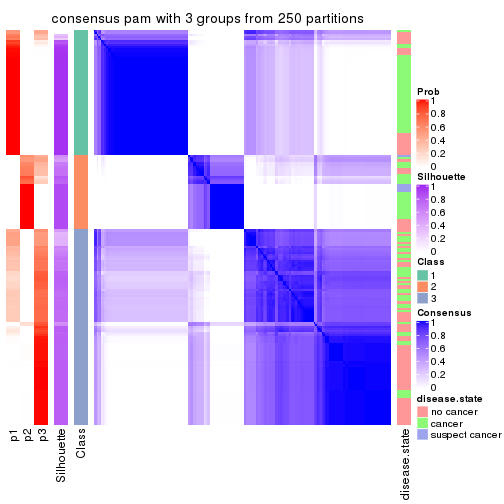 consensus pam with 3 groups from 250 partitions
Prob
1
0.8
0.6
0.4
0.2
0
Silhouette
1
0.8
0.6
0.4
0.2
0
Class
1
2
3
Consensus
1
0.8
0.6
0.4
0.2
0
disease.state
no cancer
cancer
suspect cancer
p1
p2
p3
Silhouette
Class
disease.state